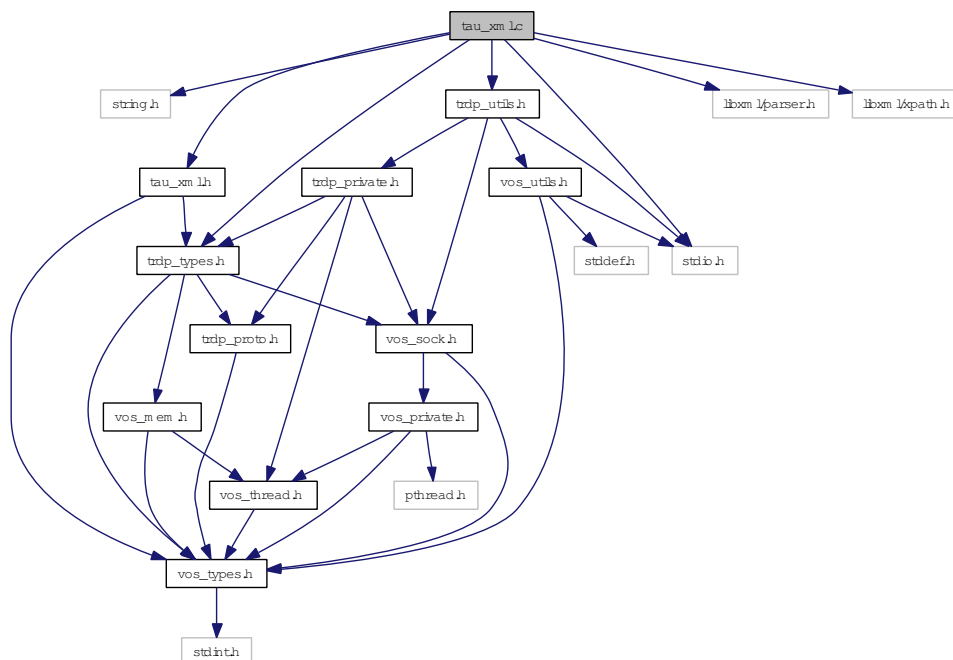 tau_xml.c
string.h
trdp_utils.h
libxml/parser.h
libxml/xpath.h
tau_xml.h
trdp_private.h
vos_utils.h
trdp_types.h
stddef.h
stdio.h
trdp_proto.h
vos_sock.h
vos_mem.h
vos_private.h
vos_thread.h
pthread.h
vos_types.h
stdint.h